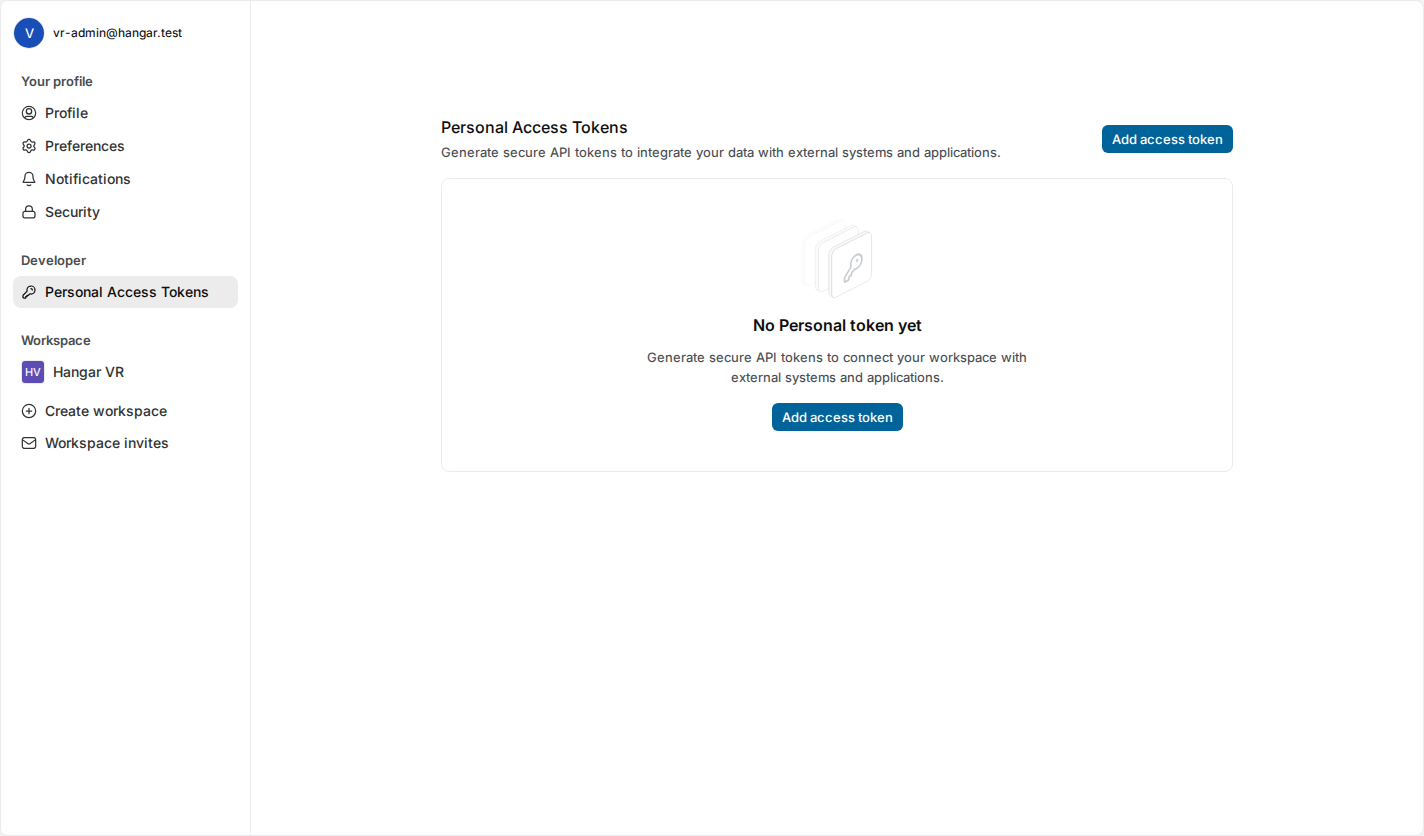 V
vr-admin@hangar.test
Your profile
Profile
Preferences
Notifications
Security
Developer
Personal Access Tokens
Workspace
HV
Hangar VR
Create workspace
Workspace invites
Personal Access Tokens
Generate secure API tokens to integrate your data with external systems and applications.
Add access token
No Personal token yet
Generate secure API tokens to connect your workspace with
external systems and applications.
Add access token